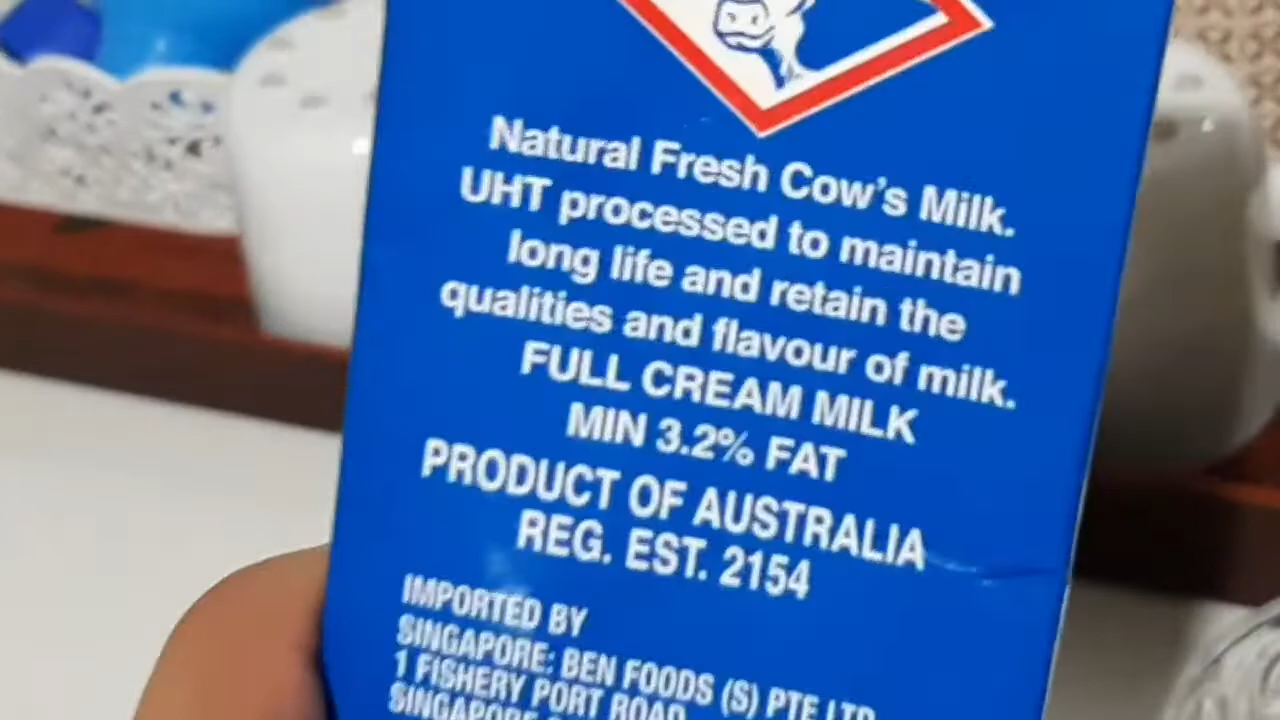 Natural Fresh Cow's Milk.
UHT processed to maintain
long life and retain the
qualities and flavour of milk.
FULL CREAM MILK
MIN 3.2% FAT
PRODUCT OF AUSTRALIA
REG. EST. 2154
IMPORTED BY
SINGAPORE: BEN FOODS (S) PTE LTD
1 FISHERY PORT ROAD
SINGAPORE